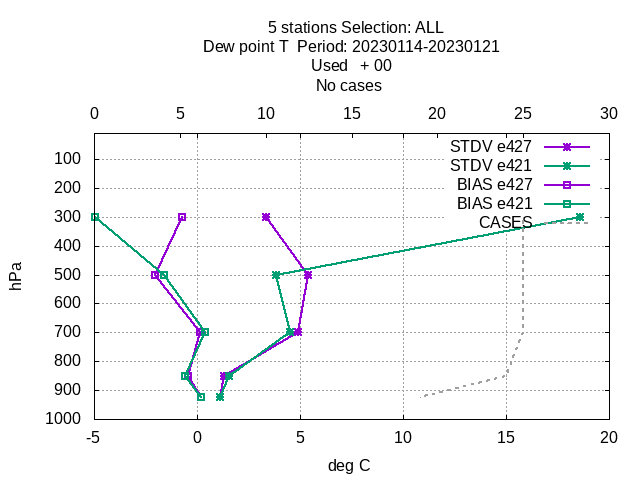 5 stations Selection: ALL
Dew point T  Period: 20230114-20230121
Used   + 00
No cases
0 5 10 15 20 25 30
STDV e427
STDV e421
BIAS e427
BIAS e421
CASES
100
200
300
400
500
600
700
800
900
1000
hPa
-5 0 5 10 15 20
deg C